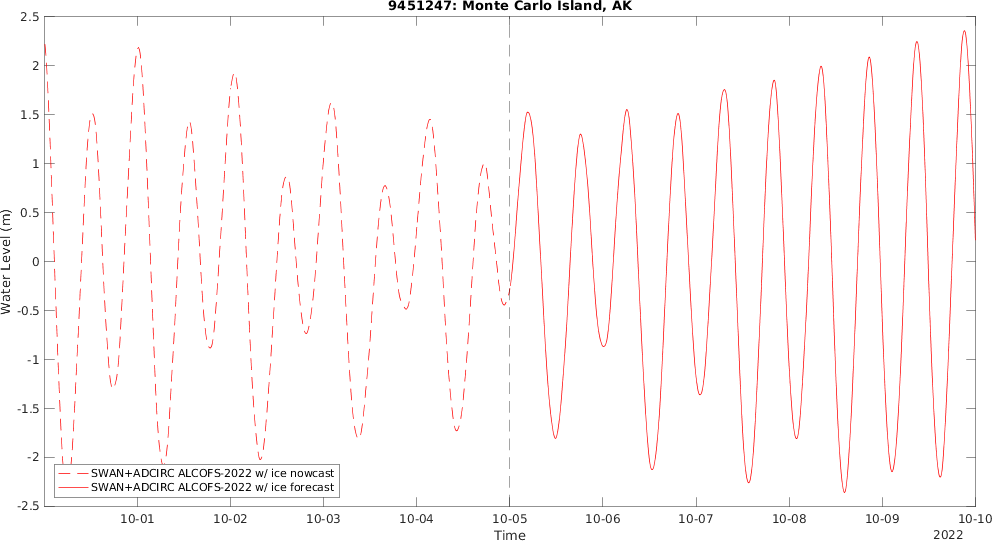 9451247: Monte Carlo Island, AK
2.5
2
1.5
1
0.5
0
-0.5
-1
-1.5
-2
-2.5
Water Level (m)
SWAN+ADCIRC ALCOFS-2022 w/ ice nowcast
SWAN+ADCIRC ALCOFS-2022 w/ ice forecast
10-01 10-02 10-03 10-04 10-05 10-06 10-07 10-08 10-09 10-10
Time
2022